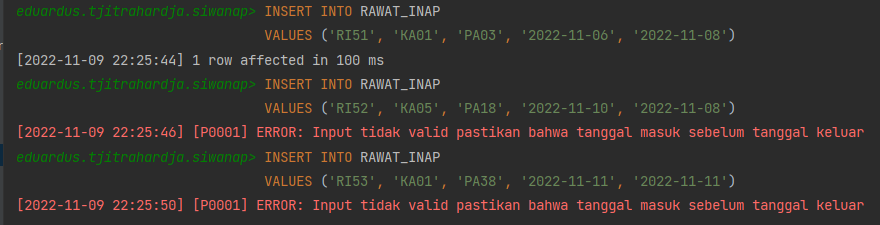 eduardus.tjitrahardja.siwanap> INSERT INTO RAWAT_INAP
VALUES ('RI51', 'KA01', 'PA03', '2022-11-06', '2022-11-08')
[2022-11-09 22:25:44] 1 row affected in 100 ms
eduardus.tjitrahardja.siwanap> INSERT INTO RAWAT_INAP
VALUES ('RI52', 'KA05', 'PA18', '2022-11-10', '2022-11-08')
[2022-11-09 22:25:46] [P0001] ERROR: Input tidak valid pastikan bahwa tanggal masuk sebelum tanggal keluar
eduardus.tjitrahardja.siwanap> INSERT INTO RAWAT_INAP
VALUES ('RI53', 'KA01', 'PA38', '2022-11-11', '2022-11-11')
[2022-11-09 22:25:50] [P0001] ERROR: Input tidak valid pastikan bahwa tanggal masuk sebelum tanggal keluar